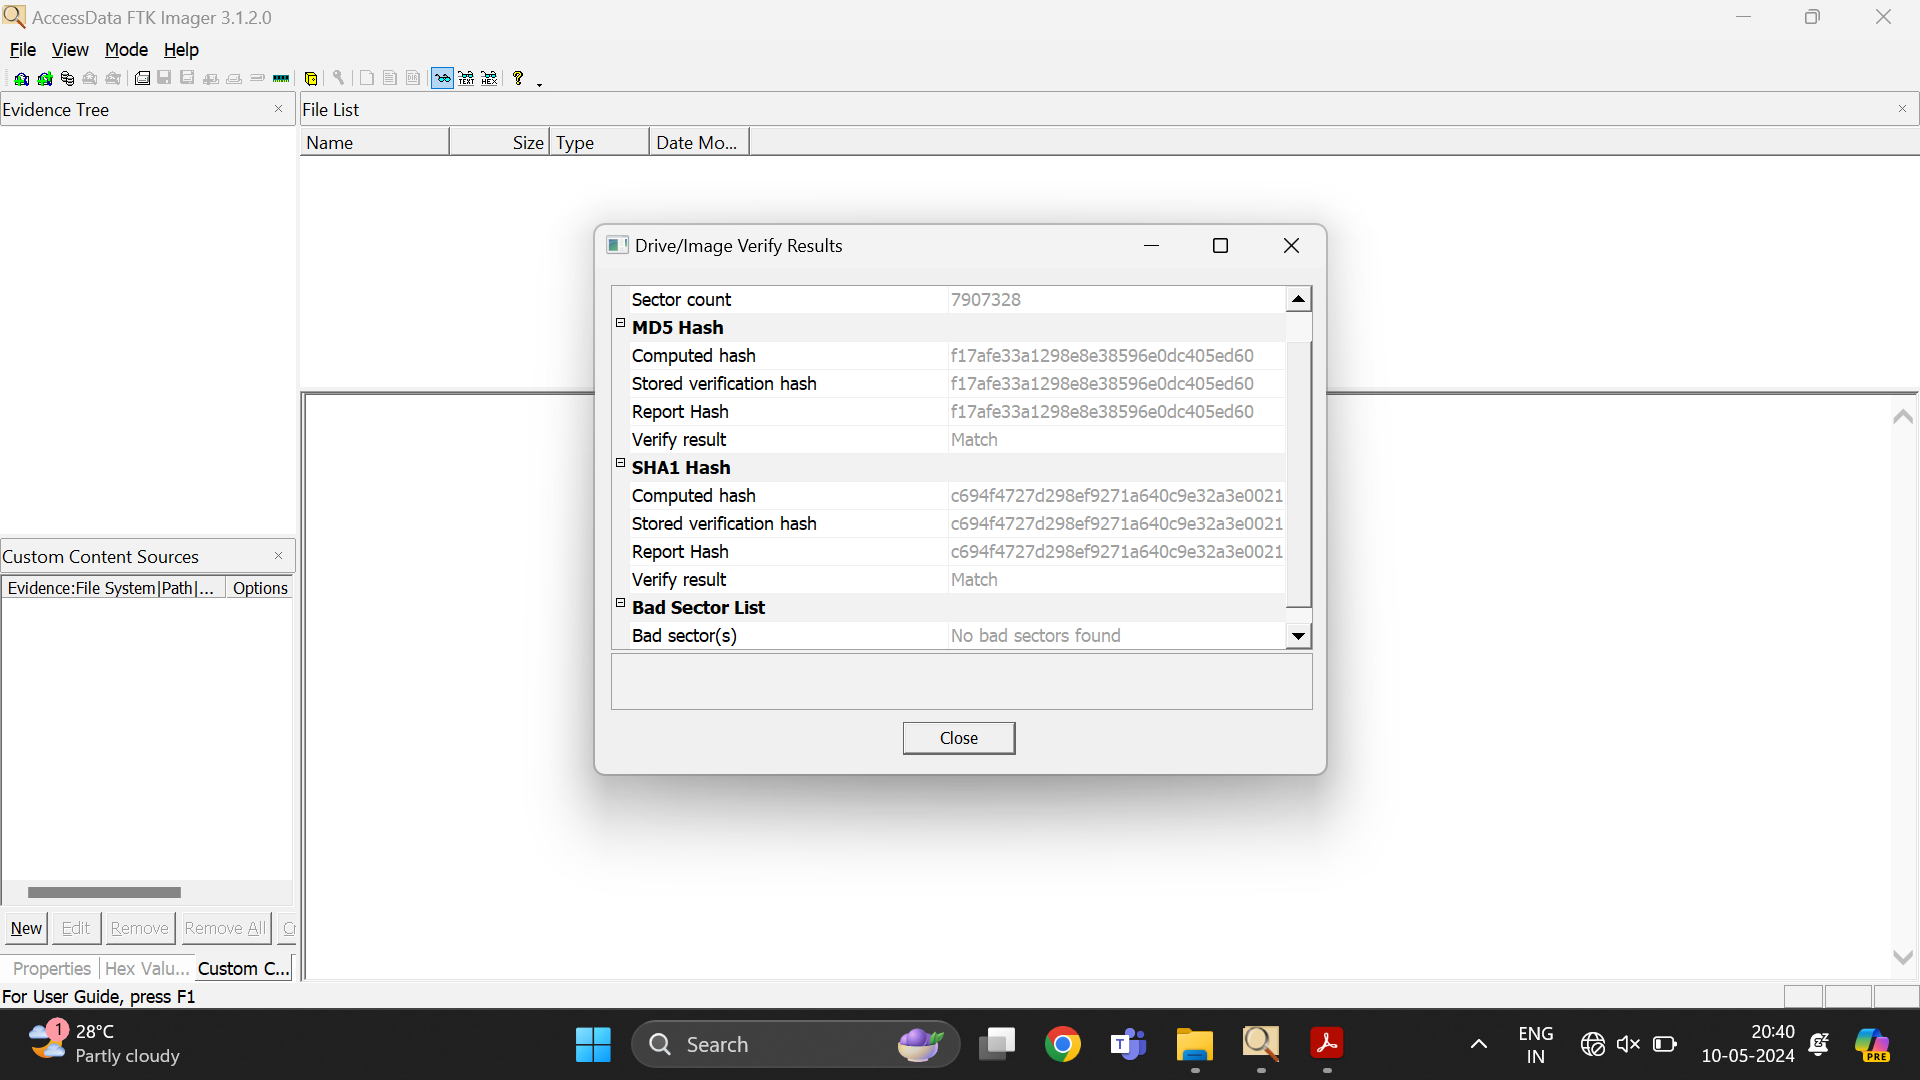 AccessData FTK Imager 3.1.2.0
File View Mode Help
Evidence Tree
File List
Name Size Type Date Mo...
Drive/Image Verify Results
Sector count 7907328
MD5 Hash
Computed hash f17afe33a1298e8e38596e0dc405ed60
Stored verification hash f17afe33a1298e8e38596e0dc405ed60
Report Hash f17afe33a1298e8e38596e0dc405ed60
Verify result Match
SHA1 Hash
Computed hash c694f4727d298ef9271a640c9e32a3e0021
Stored verification hash c694f4727d298ef9271a640c9e32a3e0021
Report Hash c694f4727d298ef9271a640c9e32a3e0021
Verify result Match
Bad Sector List
Bad sector(s) No bad sectors found
Close
Custom Content Sources
Evidence:File System|Path|... Options
New Edit Remove Remove All Cr
Properties Hex Valu... Custom C...
For User Guide, press F1
1 28°C
Partly cloudy
Search
ENG
IN
20:40
10-05-2024
PRE